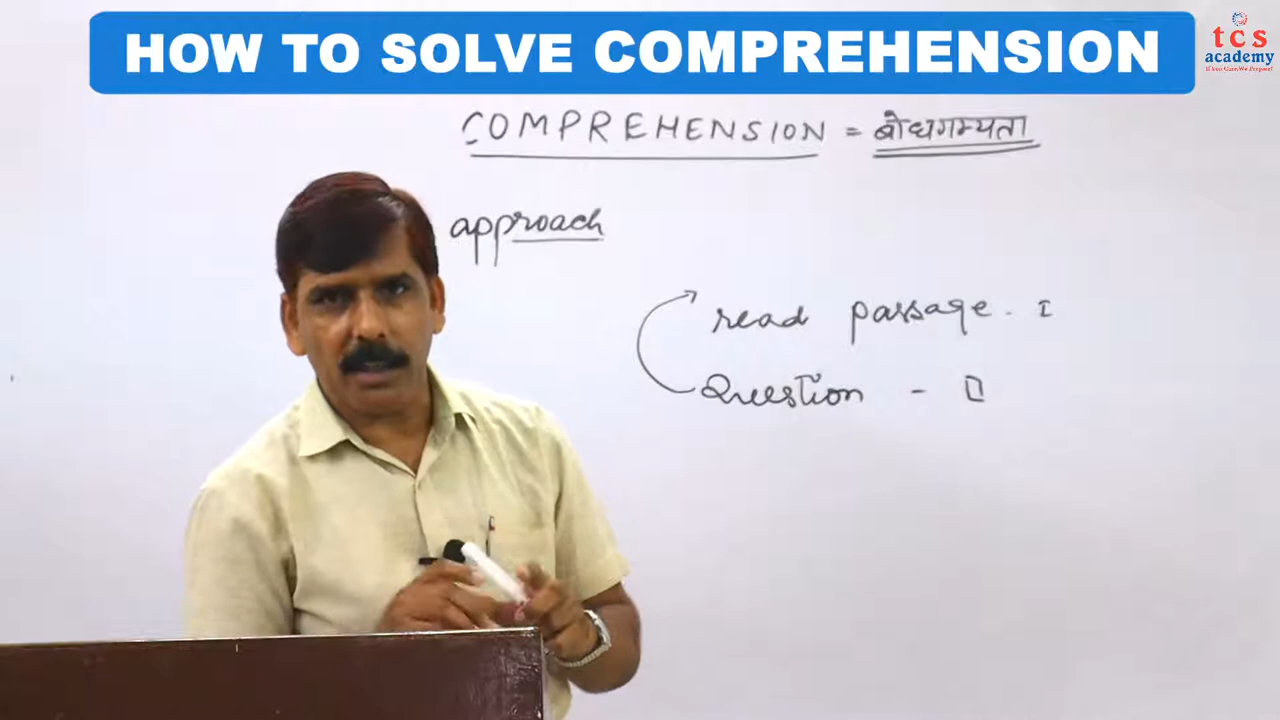 HOW TO SOLVE COMPREHENSION
tcs
academy
COMPREHENSION = बोधगम्यता
approach
read passage. I
Question - II